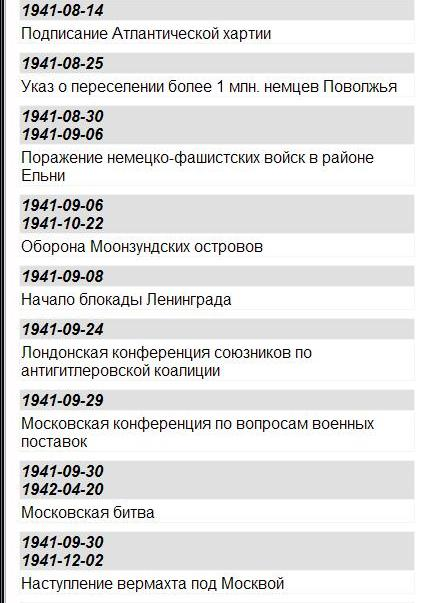 1941-08-14
Подписание Атлантической хартии
1941-08-25
Указ о переселении более 1 млн. немцев Поволжья
1941-08-30
1941-09-06
Поражение немецко-фашистских войск в районе
Ельни
1941-09-06
1941-10-22
Оборона Моонзундских островов
1941-09-08
Начало блокады Ленинграда
1941-09-24
Лондонская конференция союзников по
антигитлеровской коалиции
1941-09-29
Московская конференция по вопросам военных
поставок
1941-09-30
1942-04-20
Московская битва
1941-09-30
1941-12-02
Наступление вермахта под Москвой